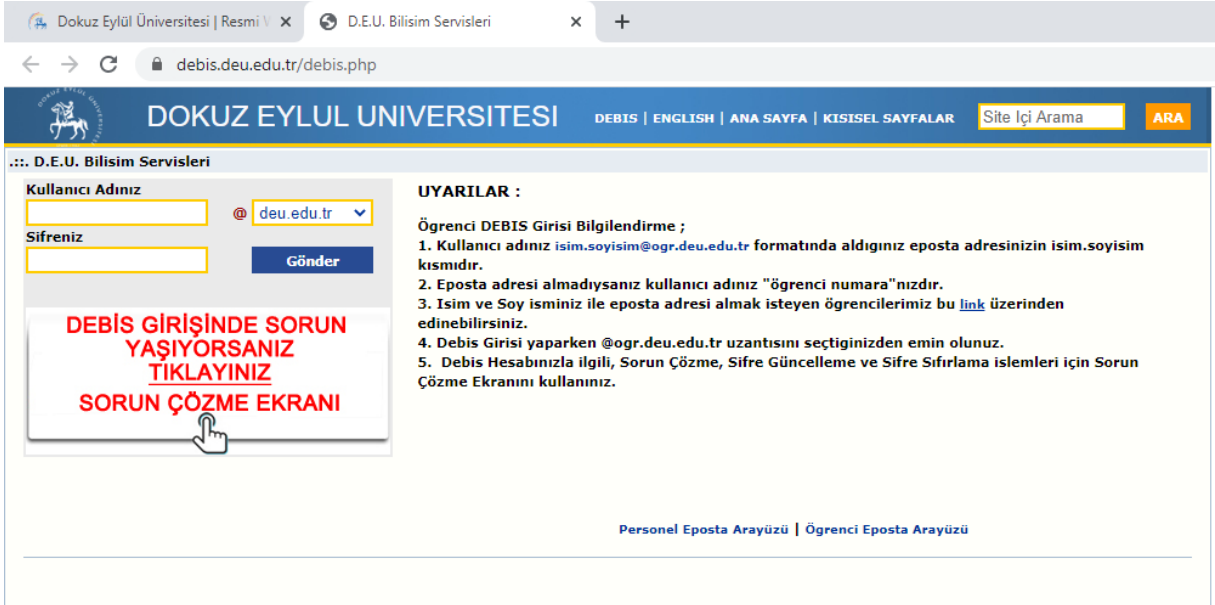 Dokuz Eylül Üniversitesi | Resmi
D.E.U. Bilisim Servisleri
debis.deu.edu.tr/debis.php
DOKUZ EYLUL UNIVERSITESI
DEBIS | ENGLISH | ANA SAYFA | KISISEL SAYFALAR
Site Içi Arama
ARA
.::. D.E.U. Bilisim Servisleri
Kullanıcı Adınız
@ deu.edu.tr
Sifreniz
Gönder
DEBİS GİRİŞİNDE SORUN
YAŞIYORSANIZ
TIKLAYINIZ
SORUN ÇÖZME EKRANI
UYARILAR :
Ögrenci DEBIS Girisi Bilgilendirme ;
1. Kullanıcı adınız isim.soyisim@ogr.deu.edu.tr formatında aldıgınız eposta adresinizin isim.soyisim
kısmıdır.
2. Eposta adresi almadıysanız kullanıcı adınız "ögrenci numara"nızdır.
3. Isim ve Soy isminiz ile eposta adresi almak isteyen ögrencilerimiz bu link üzerinden
edinebilirsiniz.
4. Debis Girisi yaparken @ogr.deu.edu.tr uzantısını seçtiginizden emin olunuz.
5. Debis Hesabınızla ilgili, Sorun Çözme, Sifre Güncelleme ve Sifre Sıfırlama islemleri için Sorun
Çözme Ekranını kullanınız.
Personel Eposta Arayüzü | Ögrenci Eposta Arayüzü